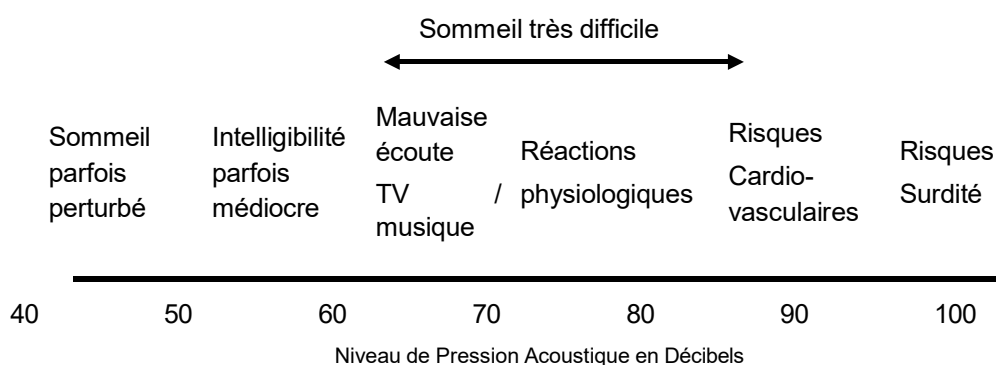 Sommeil très difficile
Sommeil
parfois
perturbé
Intelligibilité
parfois
médiocre
Mauvaise
écoute
TV /
musique
Réactions
physiologiques
Risques
Cardio-
vasculaires
Risques
Surdité
40 50 60 70 80 90 100
Niveau de Pression Acoustique en Décibels